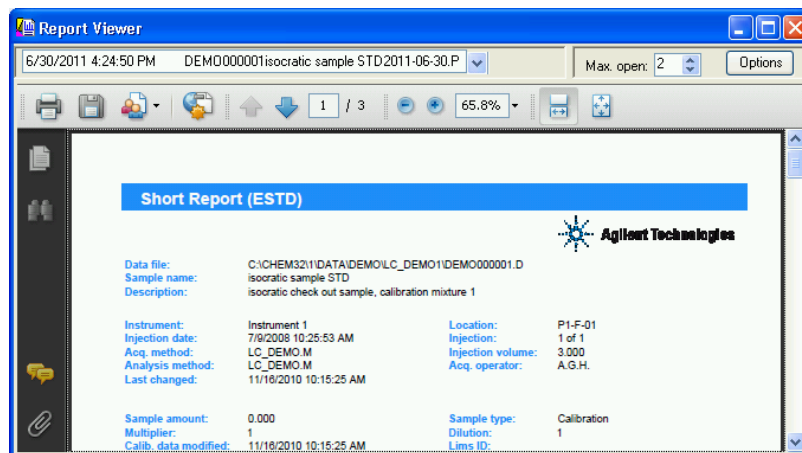 Report Viewer
6/30/2011 4:24:50 PM DEMO000001isocratic sample STD2011-06-30.P
Max. open: 2
Options
1 / 3
65.8%
Short Report (ESTD)
Agilent Technologies
Data file: C:\CHEM32\1\DATA\DEMO\LC_DEMO1\DEMO000001.D
Sample name: isocratic sample STD
Description: isocratic check out sample, calibration mixture 1
Instrument: Instrument 1 Location: P1-F-01
Injection date: 7/9/2008 10:25:53 AM Injection: 1 of 1
Acq. method: LC_DEMO.M Injection volume: 3.000
Analysis method: LC_DEMO.M Acq. operator: A.G.H.
Last changed: 11/16/2010 10:15:25 AM
Sample amount: 0.000 Sample type: Calibration
Multiplier: 1 Dilution: 1
Calib. data modified: 11/16/2010 10:15:25 AM Lims ID: